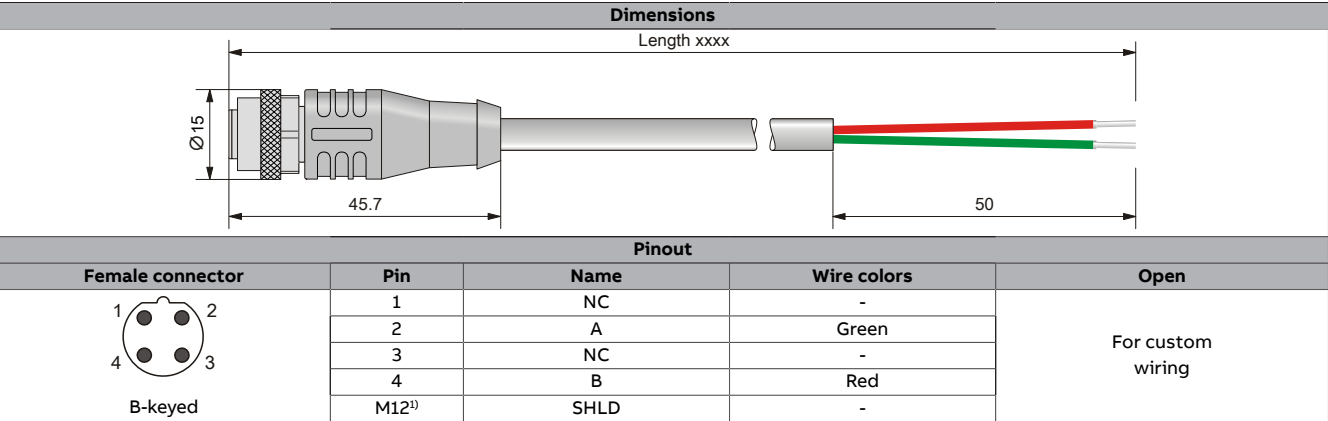 Dimensions
Length xxxx
Ø15
45.7
50
Pinout
Female connector Pin Name Wire colors Open
1 2
4 3
B-keyed
1 NC -
2 A Green
3 NC -
4 B Red
M12¹⁾ SHLD -
For custom
wiring